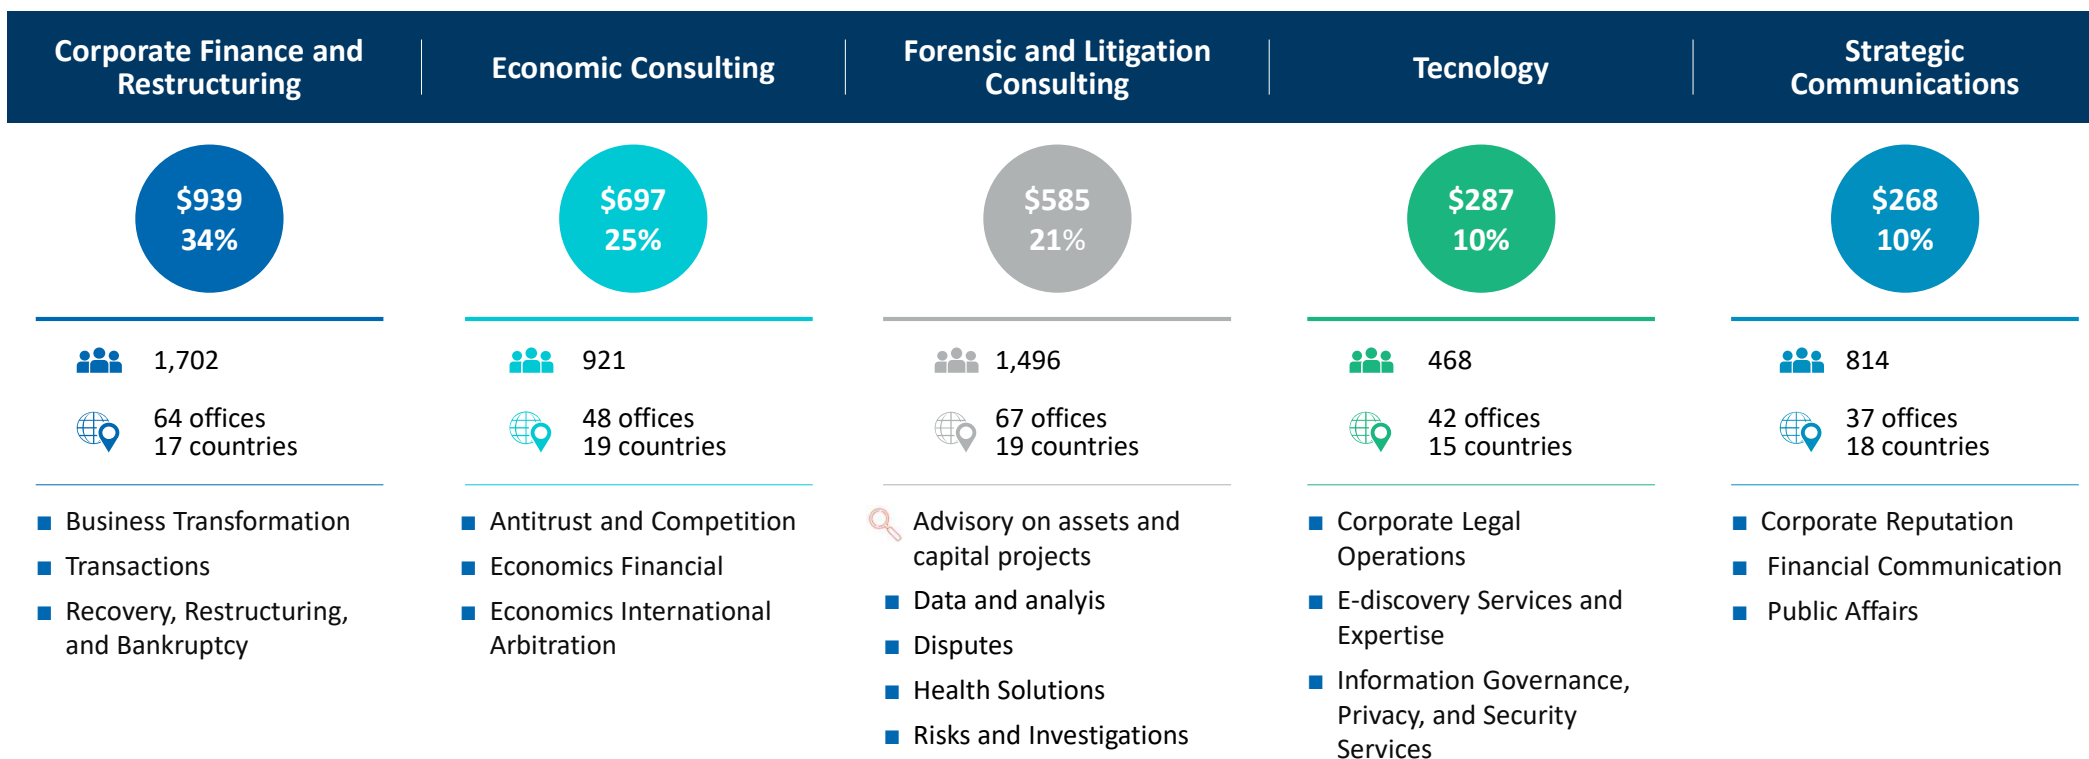 Corporate Finance and
Restructuring
Economic Consulting
Forensic and Litigation
Consulting
Tecnology
Strategic
Communications
$939
34%
$697
25%
$585
21%
$287
10%
$268
10%
1,702
921
1,496
468
814
64 offices
17 countries
48 offices
19 countries
67 offices
19 countries
42 offices
15 countries
37 offices
18 countries
■ Business Transformation
■ Transactions
■ Recovery, Restructuring,
and Bankruptcy
■ Antitrust and Competition
■ Economics Financial
■ Economics International
Arbitration
Advisory on assets and
capital projects
■ Data and analyis
■ Disputes
■ Health Solutions
■ Risks and Investigations
■ Corporate Legal
Operations
■ E-discovery Services and
Expertise
■ Information Governance,
Privacy, and Security
Services
■ Corporate Reputation
■ Financial Communication
■ Public Affairs